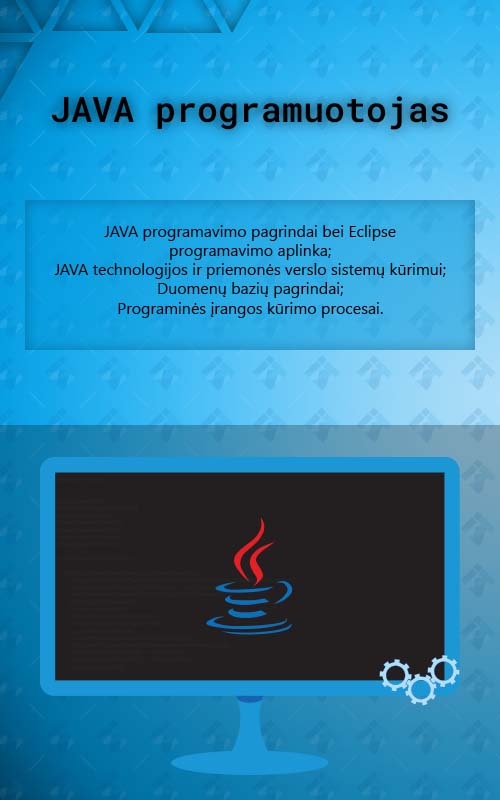 JAVA programuotojas
JAVA programavimo pagrindai bei Eclipse
programavimo aplinka;
JAVA technologijos ir priemonės verslo sistemų kūrimui;
Duomenų bazių pagrindai;
Programinės įrangos kūrimo procesai.